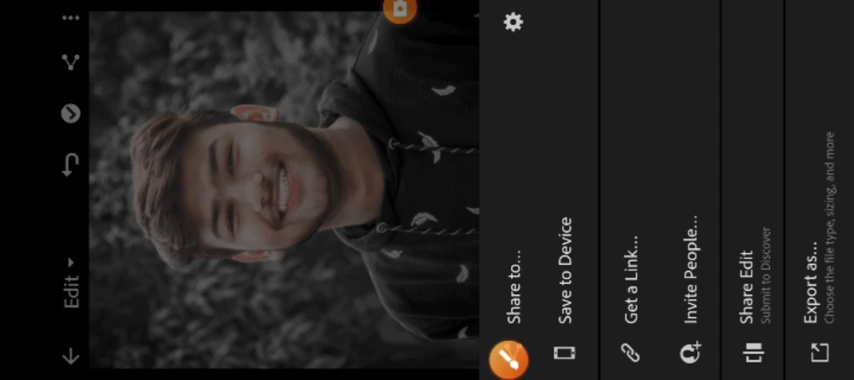 Edit
Share to...
Save to Device
Get a Link...
Invite People...
Share Edit
Submit to Discover
Export as...
Choose the file type, sizing, and more